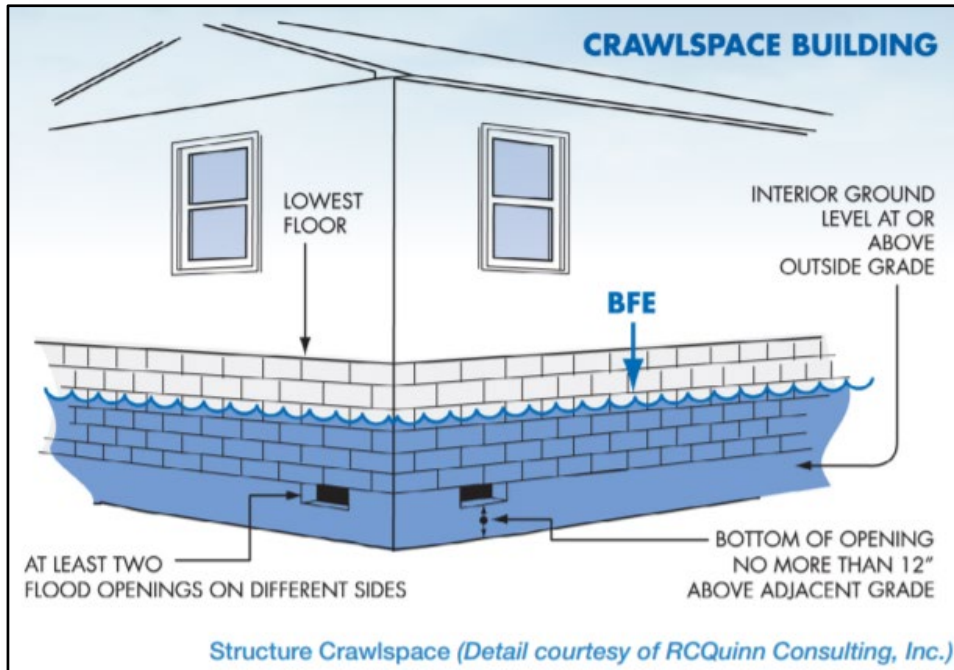 CRAWLSPACE BUILDING
LOWEST
FLOOR
INTERIOR GROUND
LEVEL AT OR
ABOVE
OUTSIDE GRADE
BFE
AT LEAST TWO
FLOOD OPENINGS ON DIFFERENT SIDES
BOTTOM OF OPENING
NO MORE THAN 12"
ABOVE ADJACENT GRADE
Structure Crawlspace (Detail courtesy of RCQuinn Consulting, Inc.)